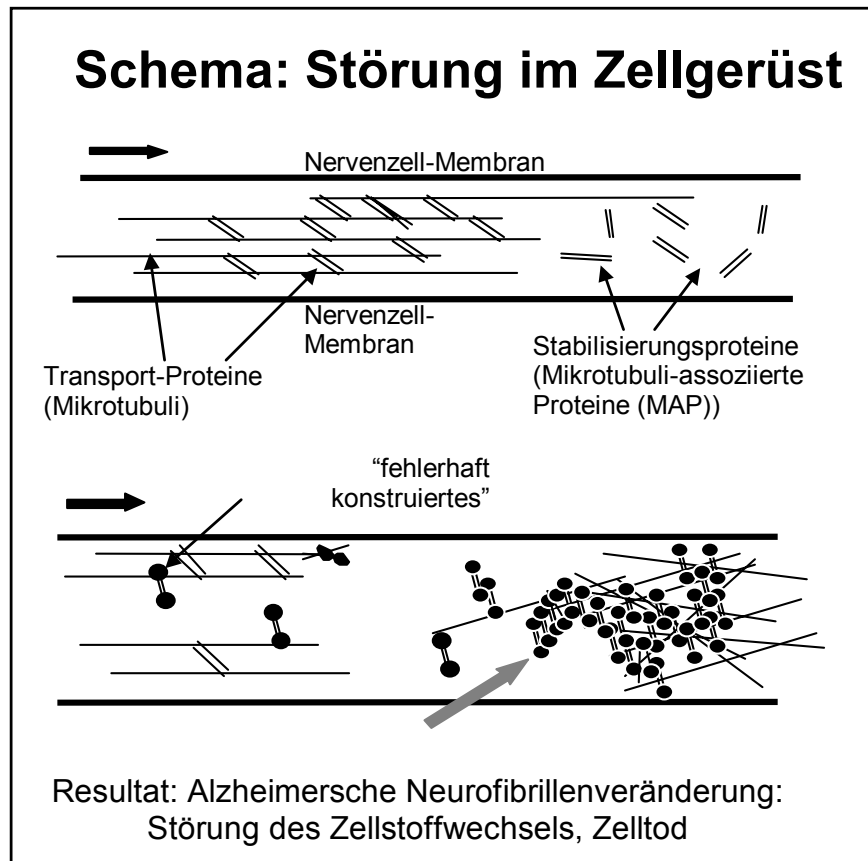 Schema: Störung im Zellgerüst
Nervenzell-Membran
Nervenzell-
Membran
Transport-Proteine
(Mikrotubuli)
Stabilisierungsproteine
(Mikrotubuli-assoziierte
Proteine (MAP))
“fehlerhaft
konstruiertes”
Resultat: Alzheimersche Neurofibrillenveränderung:
Störung des Zellstoffwechsels, Zelltod